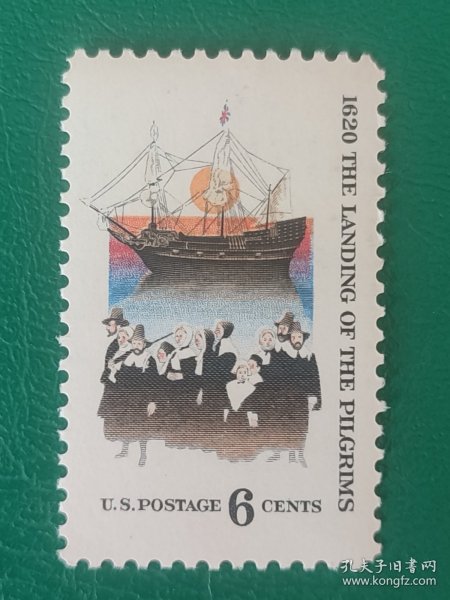 1620 THE LANDING OF THE PILGRIMS
U.S.POSTAGE 6 CENTS
孔夫子旧书网
www.kongfz.com